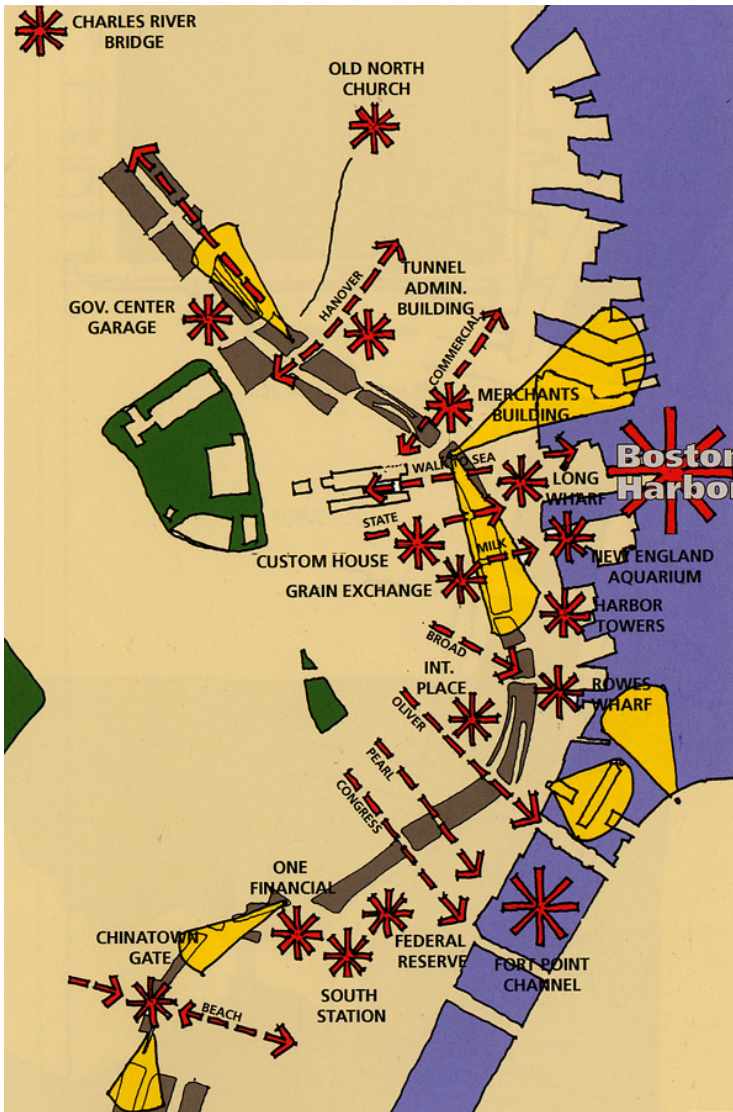 CHARLES RIVER
BRIDGE
OLD NORTH
CHURCH
HANOVER
TUNNEL
ADMIN.
BUILDING
GOV. CENTER
GARAGE
COMMERCIAL
MERCHANTS
BUILDING
WALK TO SEA
Boston
Harbor
LONG
WHARF
STATE
MILK
CUSTOM HOUSE
NEW ENGLAND
AQUARIUM
GRAIN EXCHANGE
HARBOR
TOWERS
BROAD
INT.
PLACE
ROWES
WHARF
OLIVER
PEARL
CONGRESS
ONE
FINANCIAL
CHINATOWN
GATE
FEDERAL
RESERVE
FORT POINT
CHANNEL
SOUTH
STATION
BEACH